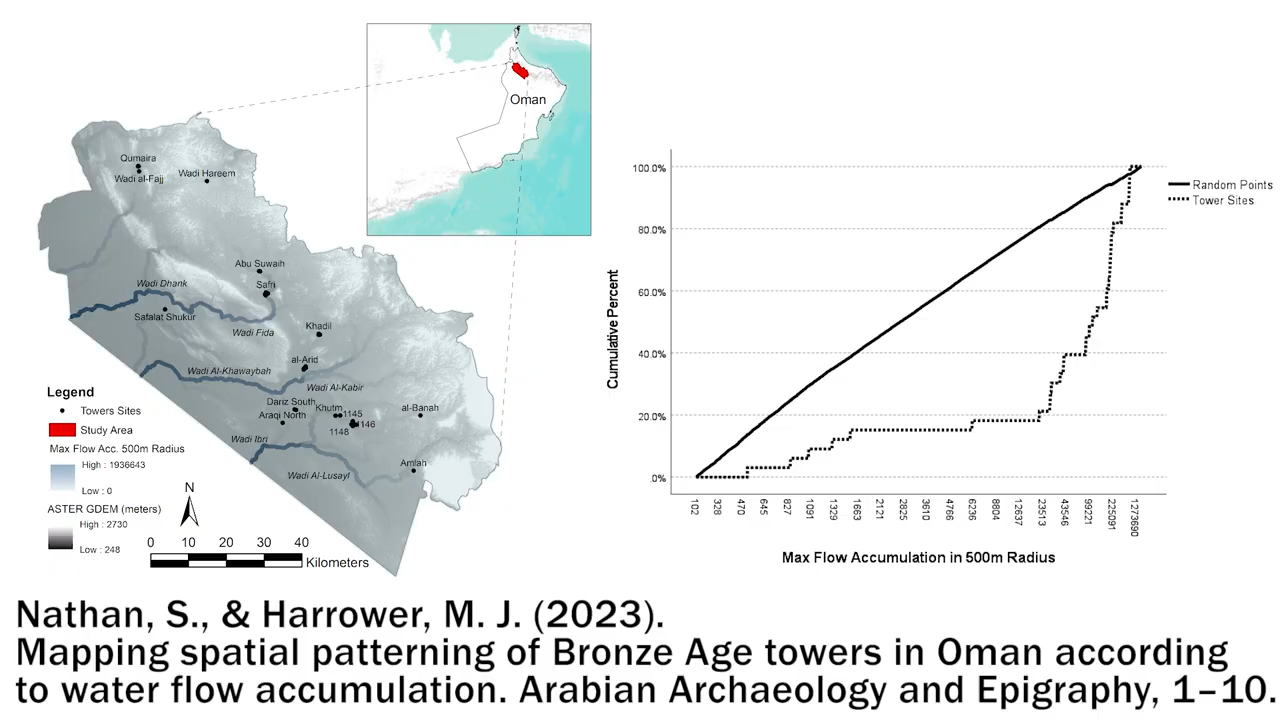 Oman
Qumaira
Wadi al-Fajj
Wadi Hareem
Abu Suwaih
Safri
Wadi Dhank
Safalat Shukur
Wadi Fida
Khadil
al-Arid
Wadi Al-Khawaybah
Wadi Al-Kabir
Dariz South
Khutm
1145
al-Banah
Araqi North
1146
1148
Wadi Ibri
Amlah
Wadi Al-Lusayl
Legend
Towers Sites
Study Area
Max Flow Acc. 500m Radius
High : 1936643
Low : 0
ASTER GDEM (meters)
High : 2730
Low : 248
N
0 10 20 30 40
Kilometers
100.0%
80.0%
60.0%
40.0%
20.0%
.0%
Cumulative Percent
Random Points
Tower Sites
102 328 470 645 827 1091 1329 1663 2121 2825 3610 4766 6236 8804 12637 23513 43546 99221 225091 1273690
Max Flow Accumulation in 500m Radius
Nathan, S., & Harrower, M. J. (2023).
Mapping spatial patterning of Bronze Age towers in Oman according
to water flow accumulation. Arabian Archaeology and Epigraphy, 1–10.